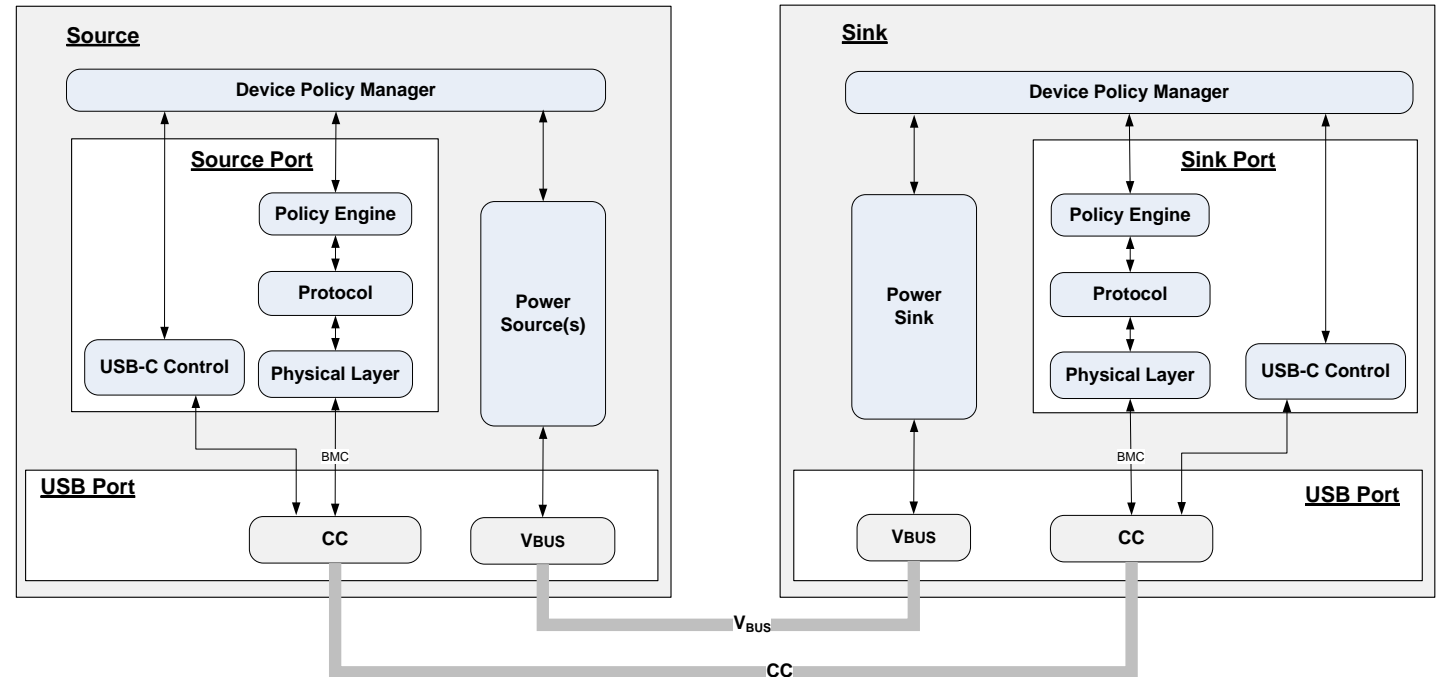 Source
Device Policy Manager
Source Port
Policy Engine
Protocol
Physical Layer
USB-C Control
Power
Source(s)
BMC
USB Port
CC
VBUS
Sink
Device Policy Manager
Sink Port
Power
Sink
Policy Engine
Protocol
Physical Layer
USB-C Control
BMC
USB Port
VBUS
CC
VBUS
CC